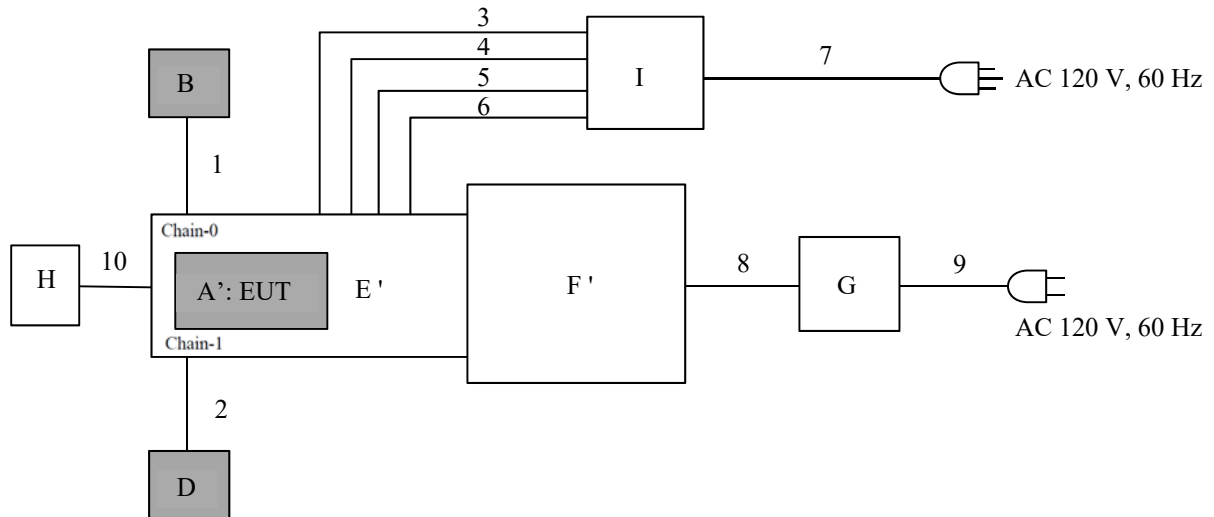 3
4
5
6
7
I
AC 120 V, 60 Hz
B
1
Chain-0
H
10
A’: EUT
E '
F '
8
G
9
AC 120 V, 60 Hz
Chain-1
2
D